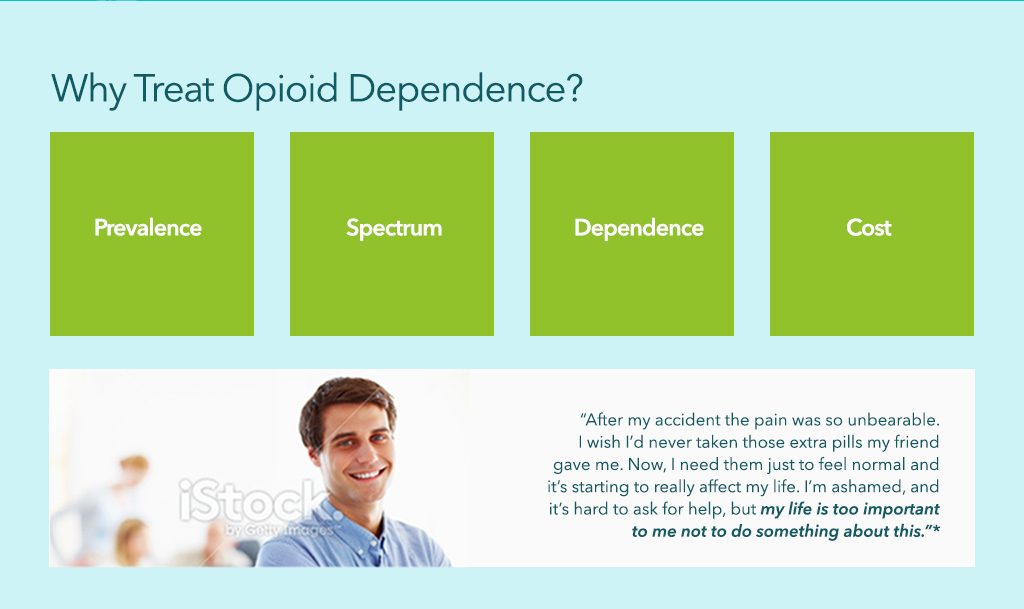 Why Treat Opioid Dependence?
Prevalence
Spectrum
Dependence
Cost
iStock.
by Getty Images™
“After my accident the pain was so unbearable.
I wish I’d never taken those extra pills my friend
gave me. Now, I need them just to feel normal and
it’s starting to really affect my life. I’m ashamed, and
it’s hard to ask for help, but my life is too important
to me not to do something about this.”*